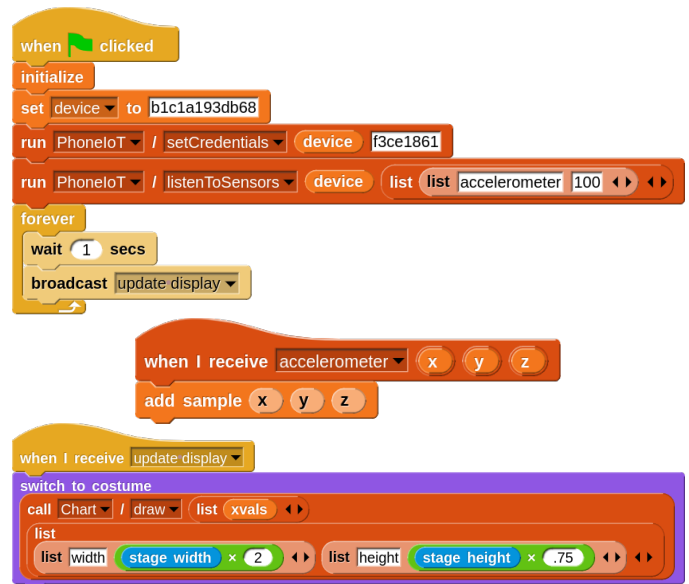 when clicked
initialize
set device to b1c1a193db68
run PhoneIoT / setCredentials device f3ce1861
run PhoneIoT / listenToSensors device list list accelerometer 100
forever
wait 1 secs
broadcast update display
when I receive accelerometer x y z
add sample x y z
when I receive update display
switch to costume
call Chart / draw list xvals
list
list width stage width × 2 list height stage height × .75